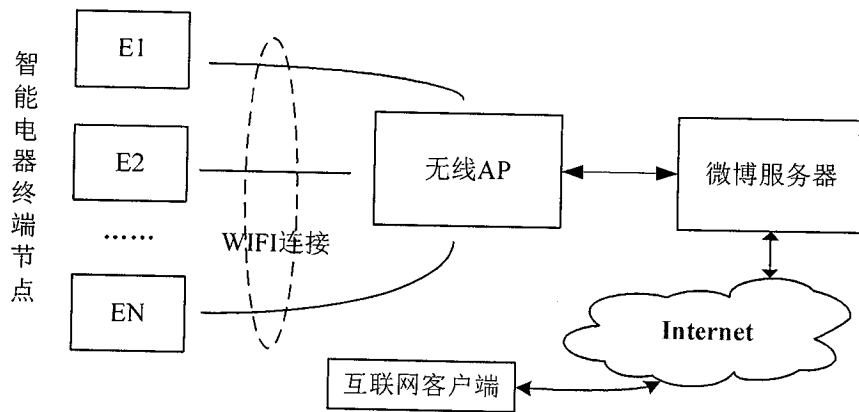 智能电器终端节点
E1
E2
……
EN
WIFI连接
无线AP
微博服务器
Internet
互联网客户端